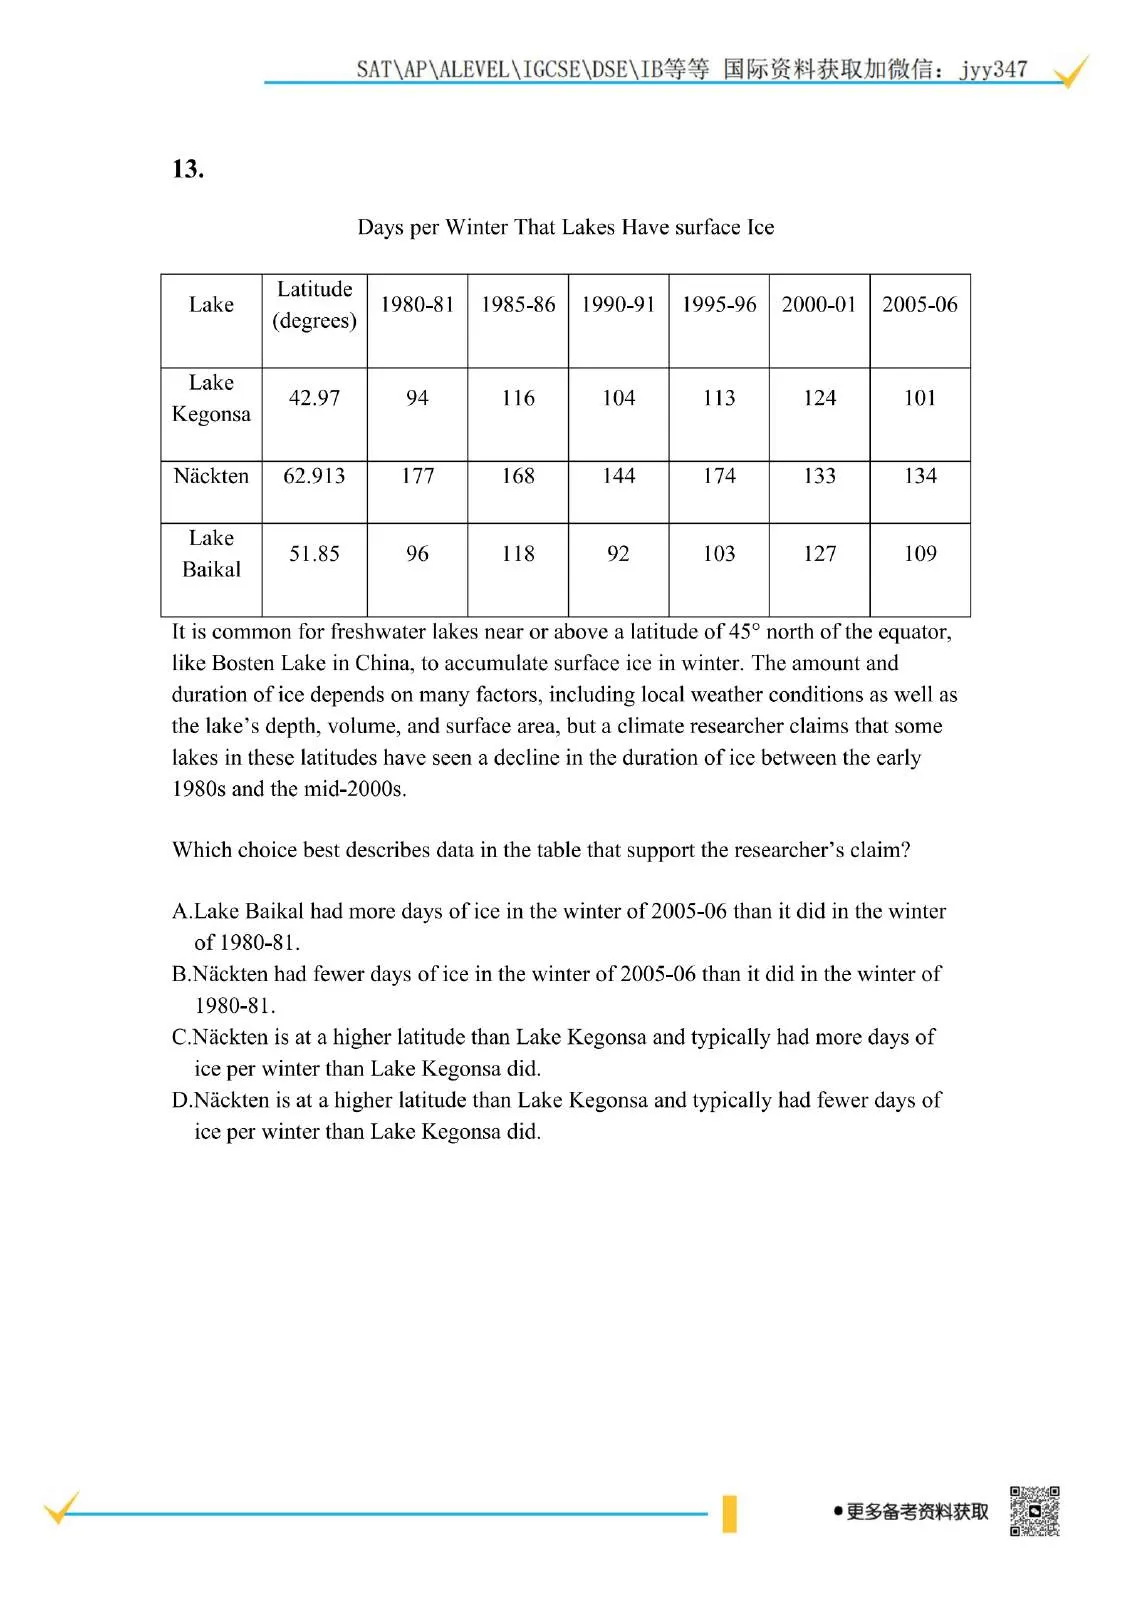 SAT\AP\ALEVEL\IGCSE\DSE\IB等等 国际资料获取加微信：jyy347
13.
Days per Winter That Lakes Have surface Ice
Lake Latitude (degrees) 1980-81 1985-86 1990-91 1995-96 2000-01 2005-06
Lake Kegonsa 42.97 94 116 104 113 124 101
Näckten 62.913 177 168 144 174 133 134
Lake Baikal 51.85 96 118 92 103 127 109
It is common for freshwater lakes near or above a latitude of 45° north of the equator,
like Bosten Lake in China, to accumulate surface ice in winter. The amount and
duration of ice depends on many factors, including local weather conditions as well as
the lake's depth, volume, and surface area, but a climate researcher claims that some
lakes in these latitudes have seen a decline in the duration of ice between the early
1980s and the mid-2000s.
Which choice best describes data in the table that support the researcher's claim?
A.Lake Baikal had more days of ice in the winter of 2005-06 than it did in the winter
of 1980-81.
B.Näckten had fewer days of ice in the winter of 2005-06 than it did in the winter of
1980-81.
C.Näckten is at a higher latitude than Lake Kegonsa and typically had more days of
ice per winter than Lake Kegonsa did.
D.Näckten is at a higher latitude than Lake Kegonsa and typically had fewer days of
ice per winter than Lake Kegonsa did.
•更多备考资料获取